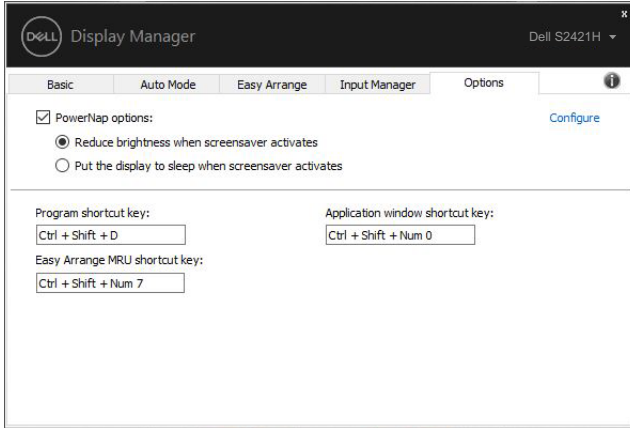 x
DELL Display Manager
Dell S2421H
Basic Auto Mode Easy Arrange Input Manager Options
PowerNap options:
Configure
Reduce brightness when screensaver activates
Put the display to sleep when screensaver activates
Program shortcut key:
Application window shortcut key:
Ctrl + Shift + D
Ctrl + Shift + Num 0
Easy Arrange MRU shortcut key:
Ctrl + Shift + Num 7